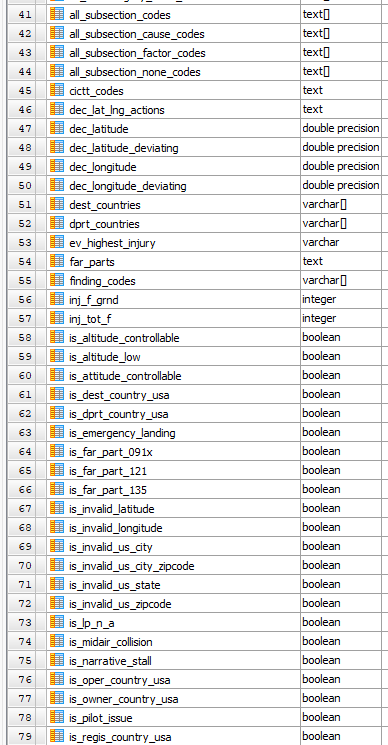 41 all_subsection_codes text[]
42 all_subsection_cause_codes text[]
43 all_subsection_factor_codes text[]
44 all_subsection_none_codes text[]
45 cictt_codes text
46 dec_lat_lng_actions text
47 dec_latitude double precision
48 dec_latitude_deviating double precision
49 dec_longitude double precision
50 dec_longitude_deviating double precision
51 dest_countries varchar[]
52 dprt_countries varchar[]
53 ev_highest_injury varchar
54 far_parts text
55 finding_codes varchar[]
56 inj_f_grnd integer
57 inj_tot_f integer
58 is_altitude_controllable boolean
59 is_altitude_low boolean
60 is_attitude_controllable boolean
61 is_dest_country_usa boolean
62 is_dprt_country_usa boolean
63 is_emergency_landing boolean
64 is_far_part_091x boolean
65 is_far_part_121 boolean
66 is_far_part_135 boolean
67 is_invalid_latitude boolean
68 is_invalid_longitude boolean
69 is_invalid_us_city boolean
70 is_invalid_us_city_zipcode boolean
71 is_invalid_us_state boolean
72 is_invalid_us_zipcode boolean
73 is_lp_n_a boolean
74 is_midair_collision boolean
75 is_narrative_stall boolean
76 is_oper_country_usa boolean
77 is_owner_country_usa boolean
78 is_pilot_issue boolean
79 is_regis_country_usa boolean